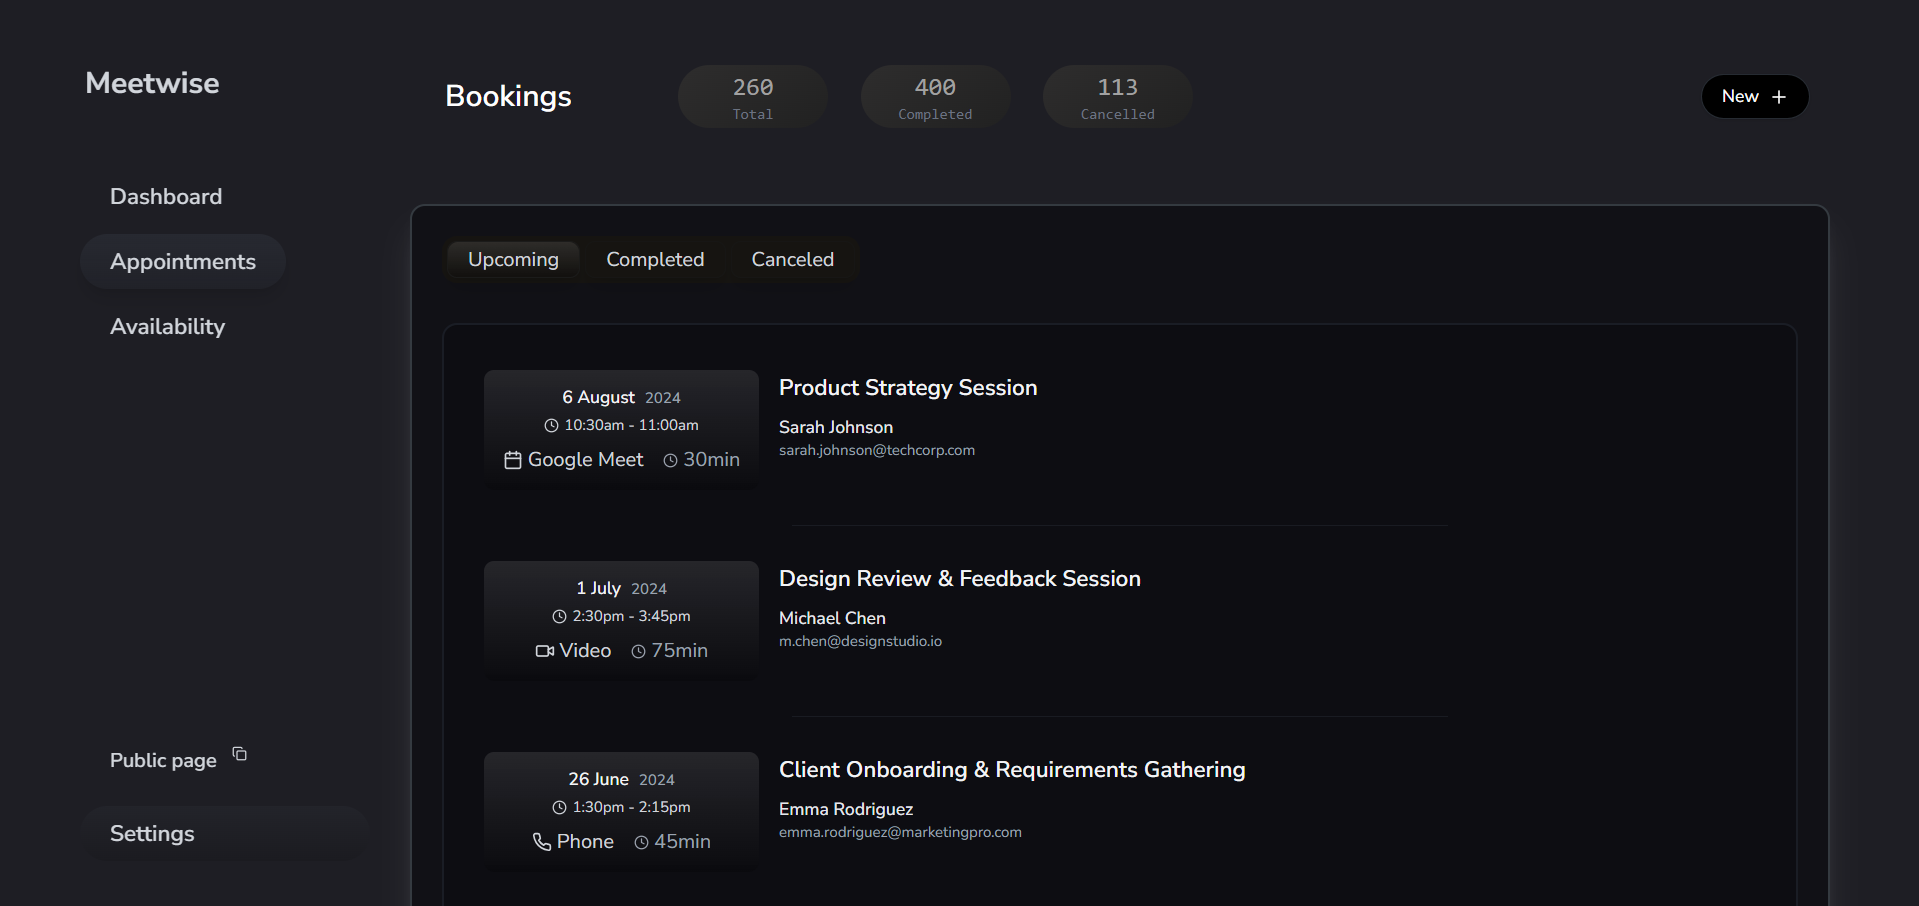 Meetwise
Dashboard
Appointments
Availability
Public page
Settings
Bookings
260
Total
400
Completed
113
Cancelled
New +
Upcoming
Completed
Canceled
6 August 2024
10:30am - 11:00am
Google Meet 30min
Product Strategy Session
Sarah Johnson
sarah.johnson@techcorp.com
1 July 2024
2:30pm - 3:45pm
Video 75min
Design Review & Feedback Session
Michael Chen
m.chen@designstudio.io
26 June 2024
1:30pm - 2:15pm
Phone 45min
Client Onboarding & Requirements Gathering
Emma Rodriguez
emma.rodriguez@marketingpro.com